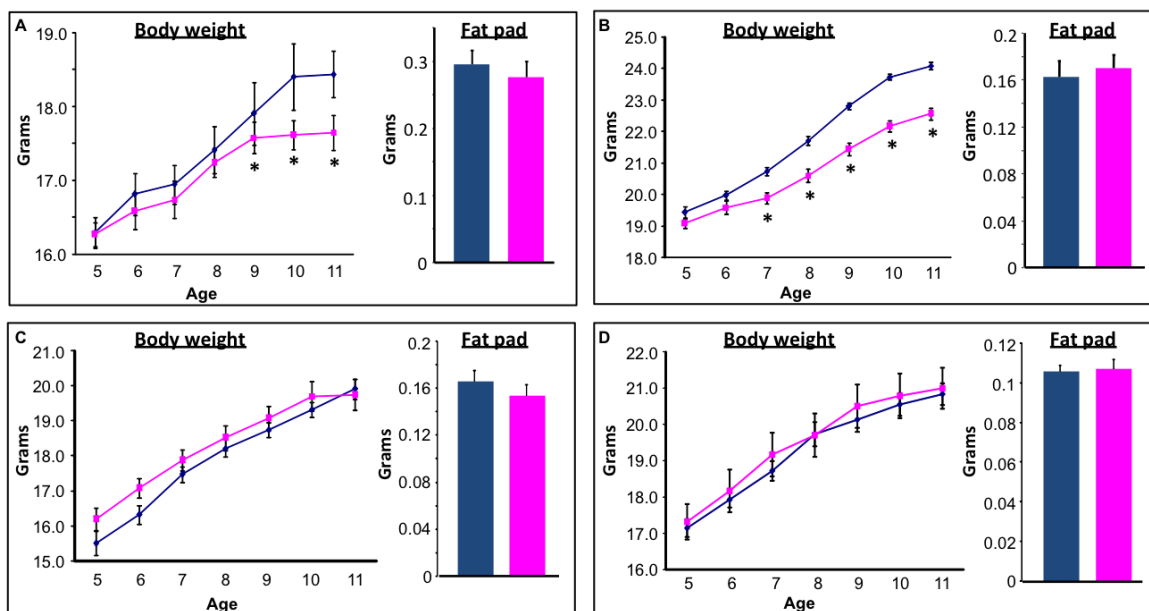 A
Body weight
Fat pad
19.0
18.0
17.0
16.0
Grams
5 6 7 8 9 10 11
Age
* * *
0.3
0.2
0.1
0
Grams
B
Body weight
Fat pad
25.0
24.0
23.0
22.0
21.0
20.0
19.0
18.0
Grams
5 6 7 8 9 10 11
Age
* * * * *
0.2
0.16
0.12
0.08
0.04
0
Grams
C
Body weight
Fat pad
21.0
20.0
19.0
18.0
17.0
16.0
15.0
Grams
5 6 7 8 9 10 11
Age
0.2
0.16
0.12
0.08
0.04
0
Grams
D
Body weight
Fat pad
22.0
21.0
20.0
19.0
18.0
17.0
16.0
Grams
5 6 7 8 9 10 11
Age
0.12
0.1
0.08
0.06
0.04
0.02
0
Grams